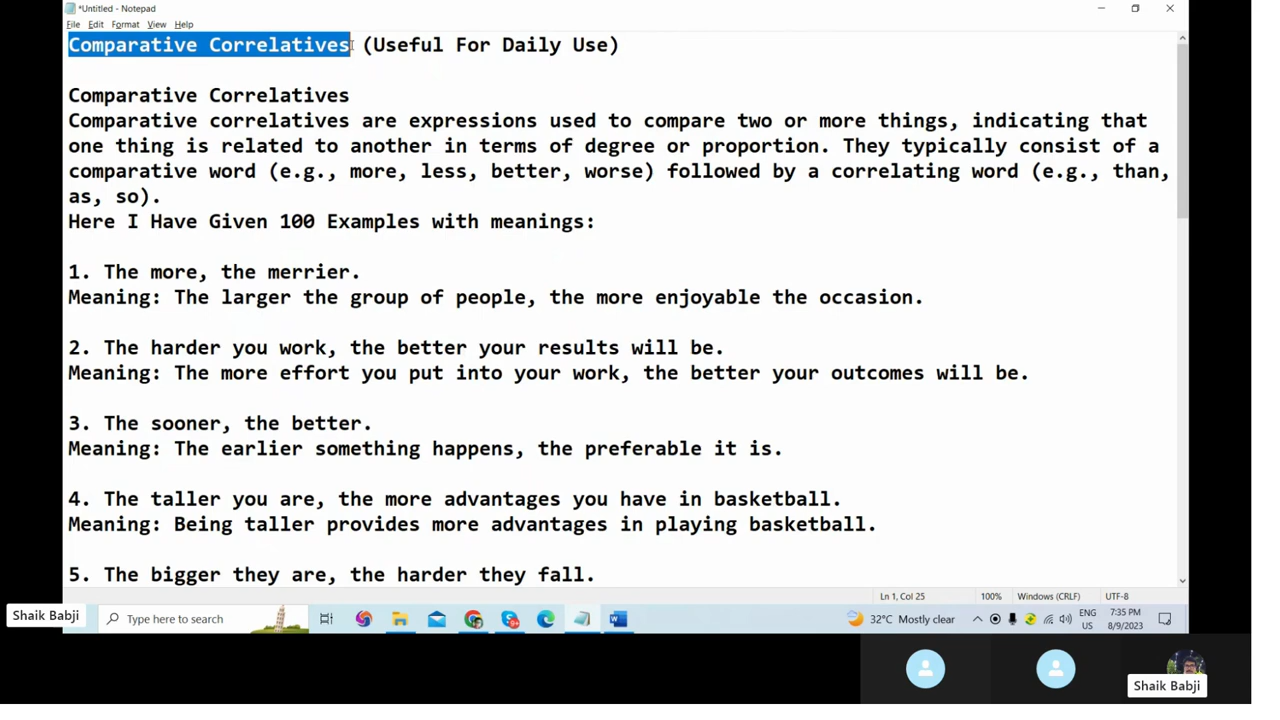 *Untitled - Notepad
File Edit Format View Help
Comparative Correlatives (Useful For Daily Use)
Comparative Correlatives
Comparative correlatives are expressions used to compare two or more things, indicating that
one thing is related to another in terms of degree or proportion. They typically consist of a
comparative word (e.g., more, less, better, worse) followed by a correlating word (e.g., than,
as, so).
Here I Have Given 100 Examples with meanings:
1. The more, the merrier.
Meaning: The larger the group of people, the more enjoyable the occasion.
2. The harder you work, the better your results will be.
Meaning: The more effort you put into your work, the better your outcomes will be.
3. The sooner, the better.
Meaning: The earlier something happens, the preferable it is.
4. The taller you are, the more advantages you have in basketball.
Meaning: Being taller provides more advantages in playing basketball.
5. The bigger they are, the harder they fall.
Ln 1, Col 25 100% Windows (CRLF) UTF-8
Shaik Babji
Type here to search
32°C Mostly clear
ENG
US
7:35 PM
8/9/2023
Shaik Babji